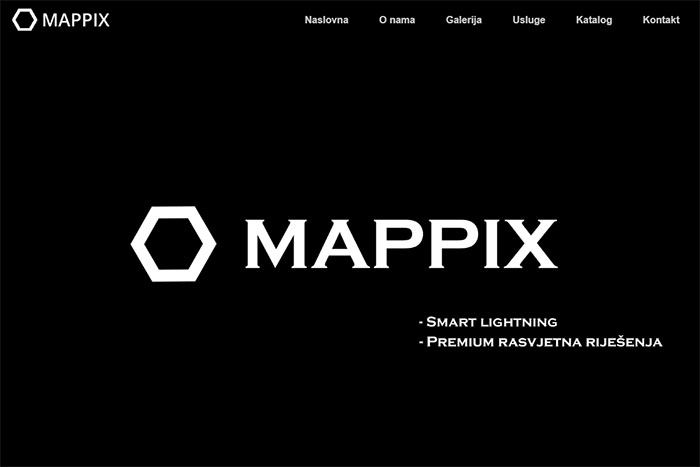 MAPPIX
Naslovna O nama Galerija Usluge Katalog Kontakt
MAPPIX
- SMART LIGHTNING
- PREMIUM RASVJETNA RIJEŠENJA